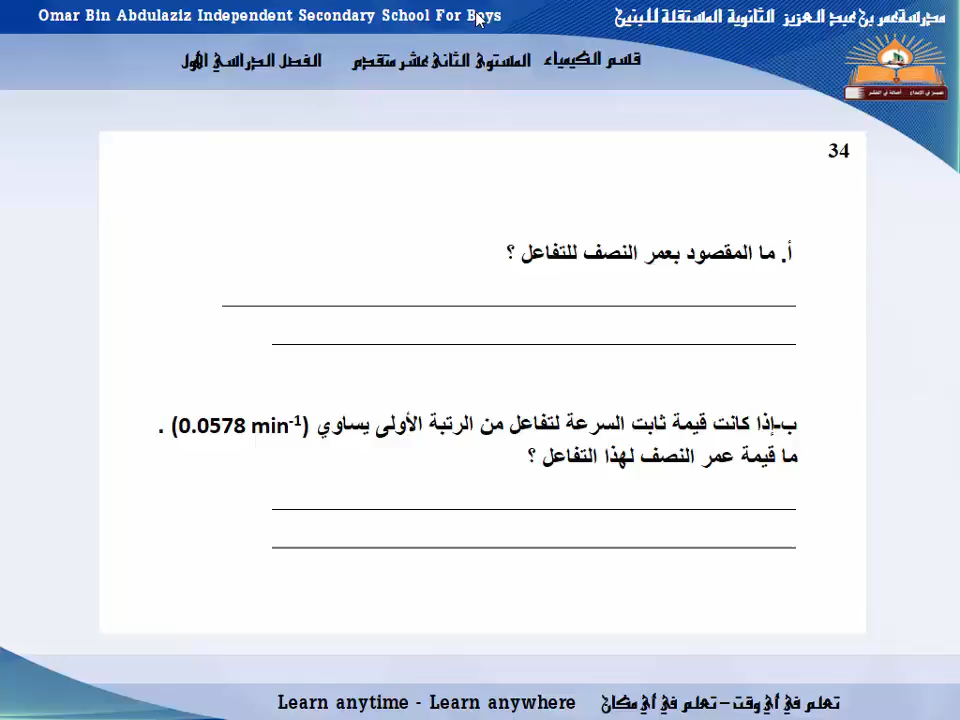 Omar Bin Abdulaziz Independent Secondary School For Boys
مدرسة عمر بن عبد العزيز الثانوية المستقلة للبنين
قسم الكيمياء المستوى الثانى عشر متقدم الفصل الدراسي الأول
34
أ. ما المقصود بعمر النصف للتفاعل ؟
ب-إذا كانت قيمة ثابت السرعة لتفاعل من الرتبة الأولى يساوي (0.0578 min-1) .
ما قيمة عمر النصف لهذا التفاعل ؟
Learn anytime - Learn anywhere تعلم في أي وقت – تعلم في أي مكان